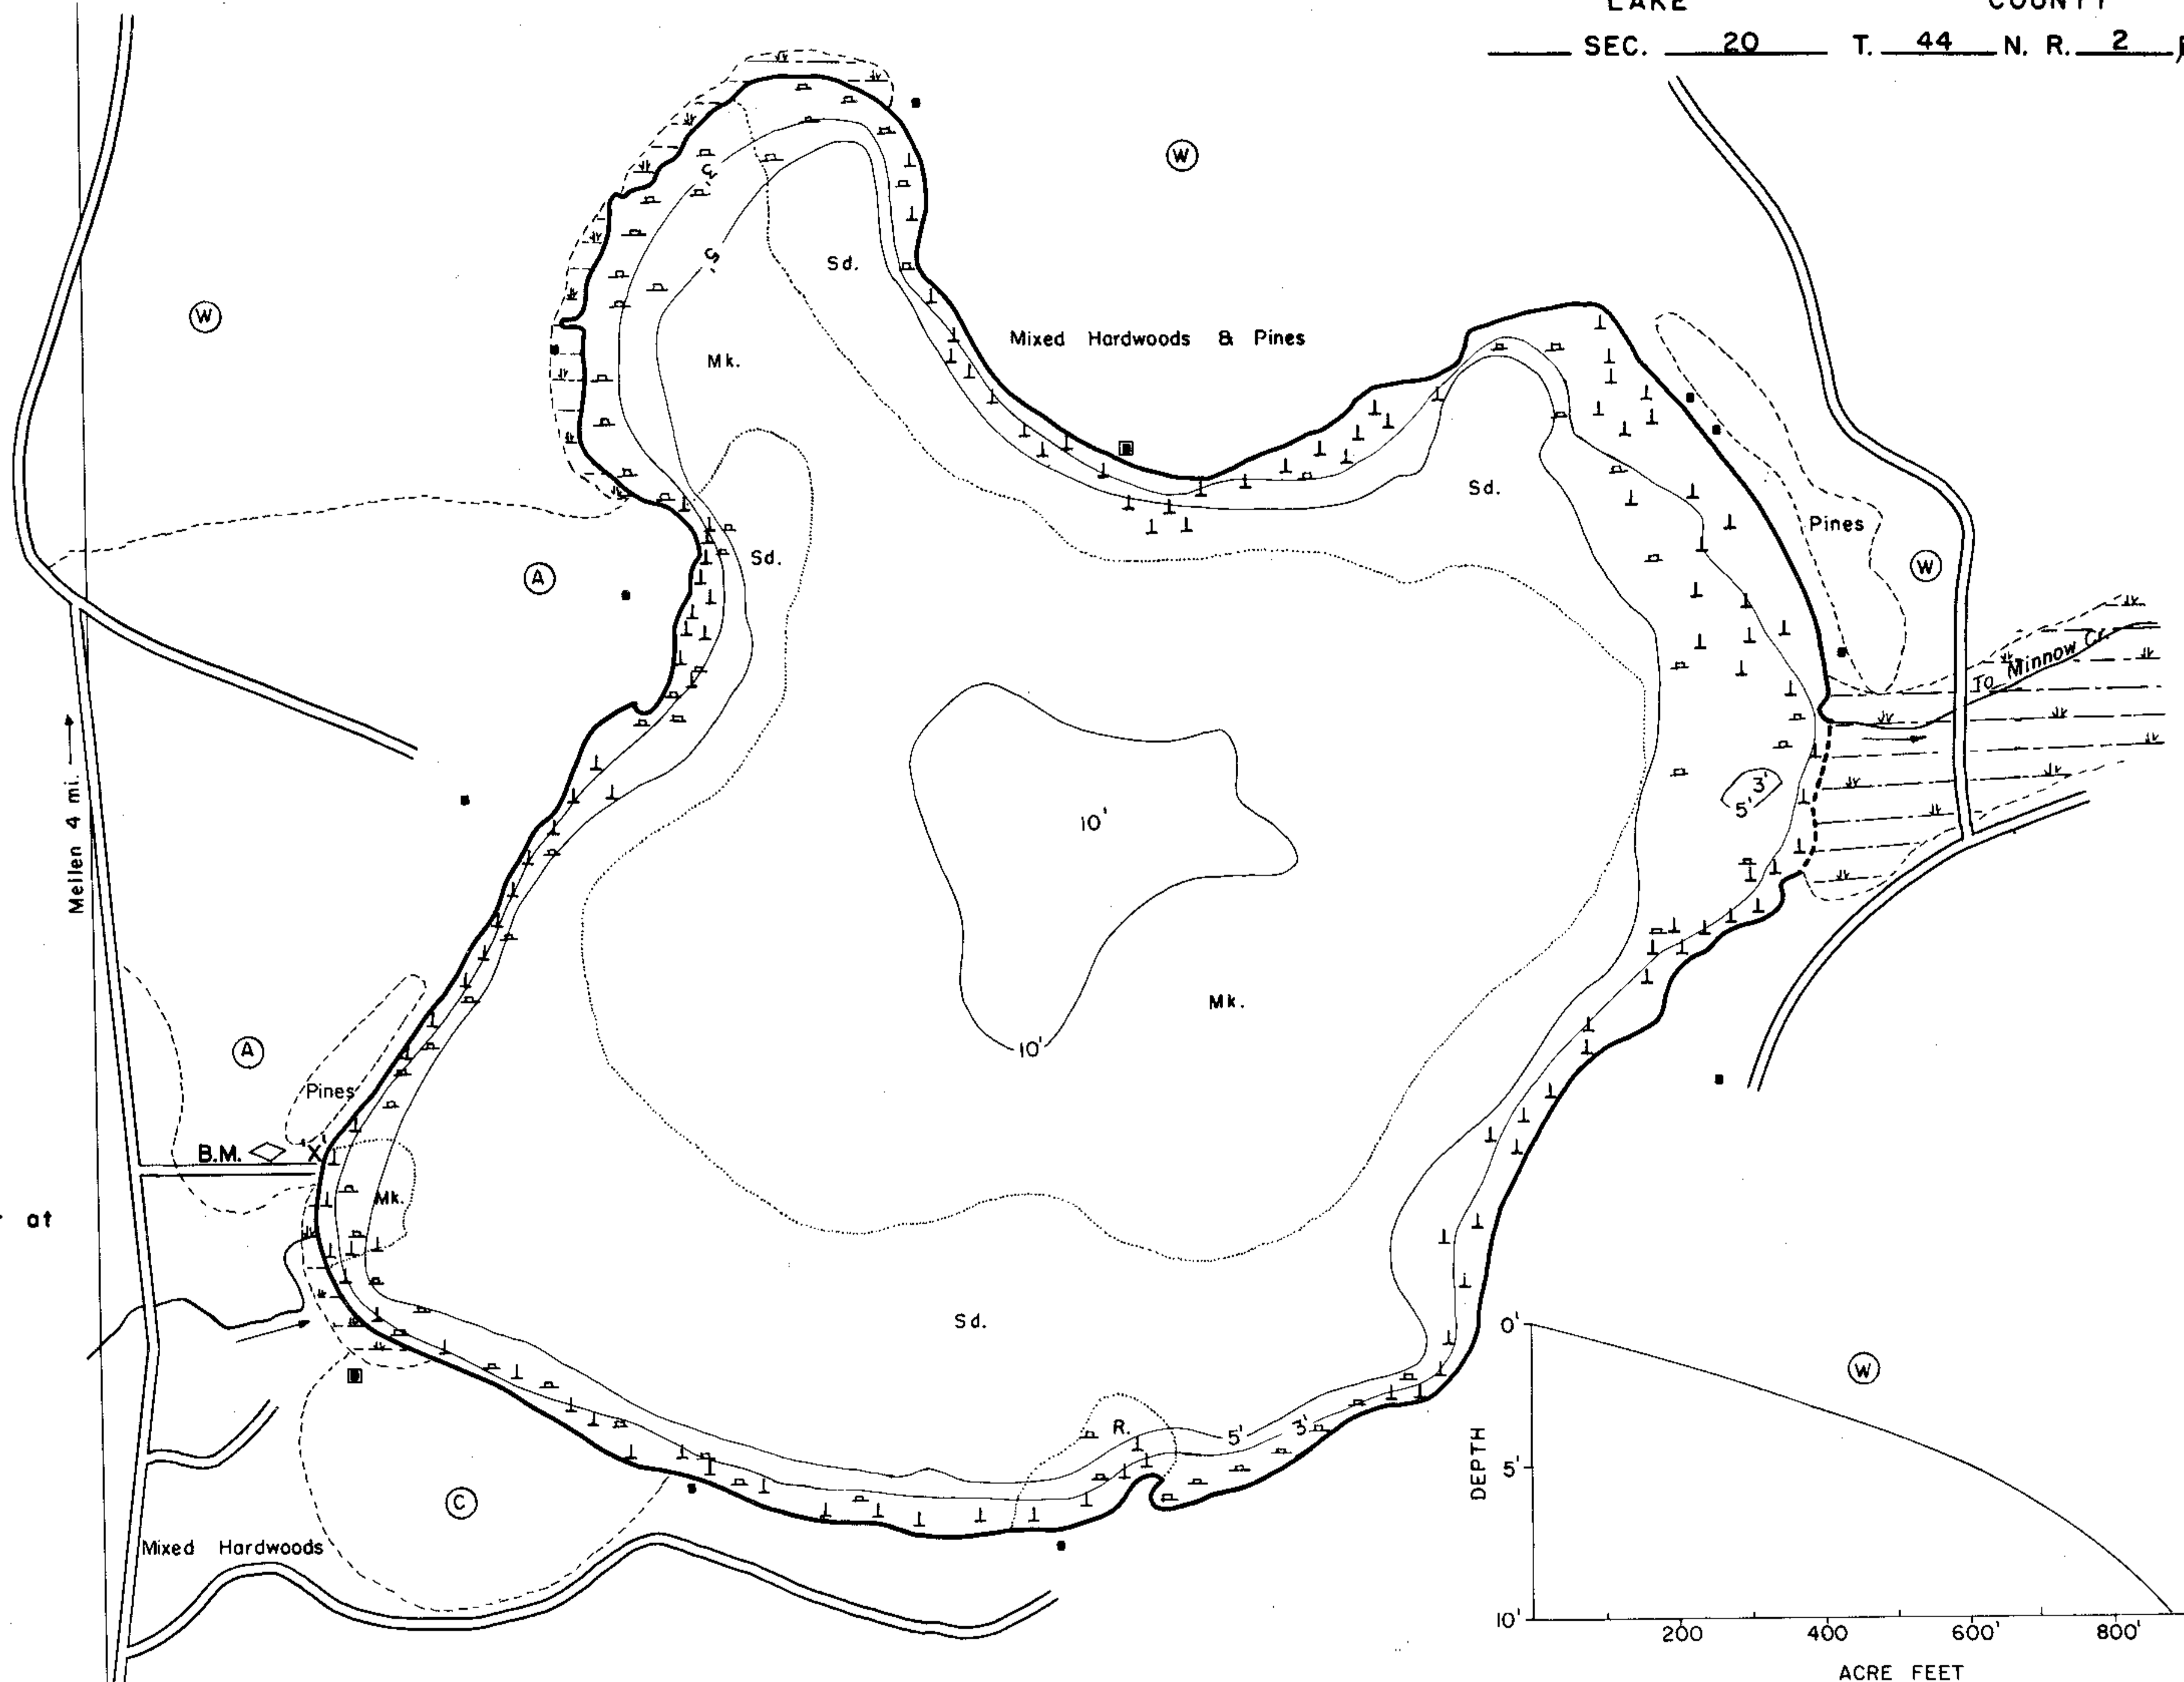 LAKE COUNTY
SEC. 20 T. 44 N. R. 2
W
3'
5'
Sd.
W
Mixed Hardwoods & Pines
Mk.
Sd.
Pines
Sd.
W
A
To Minnow Cr.
Mellen 4 mi.
3'
5'
10'
Mk.
10'
A
Pines
B.M. 'X'
Mk.
at
Sd.
R.
5'
3'
C
Mixed Hardwoods
W
0'
5'
10'
DEPTH
200 400 600' 800'
ACRE FEET